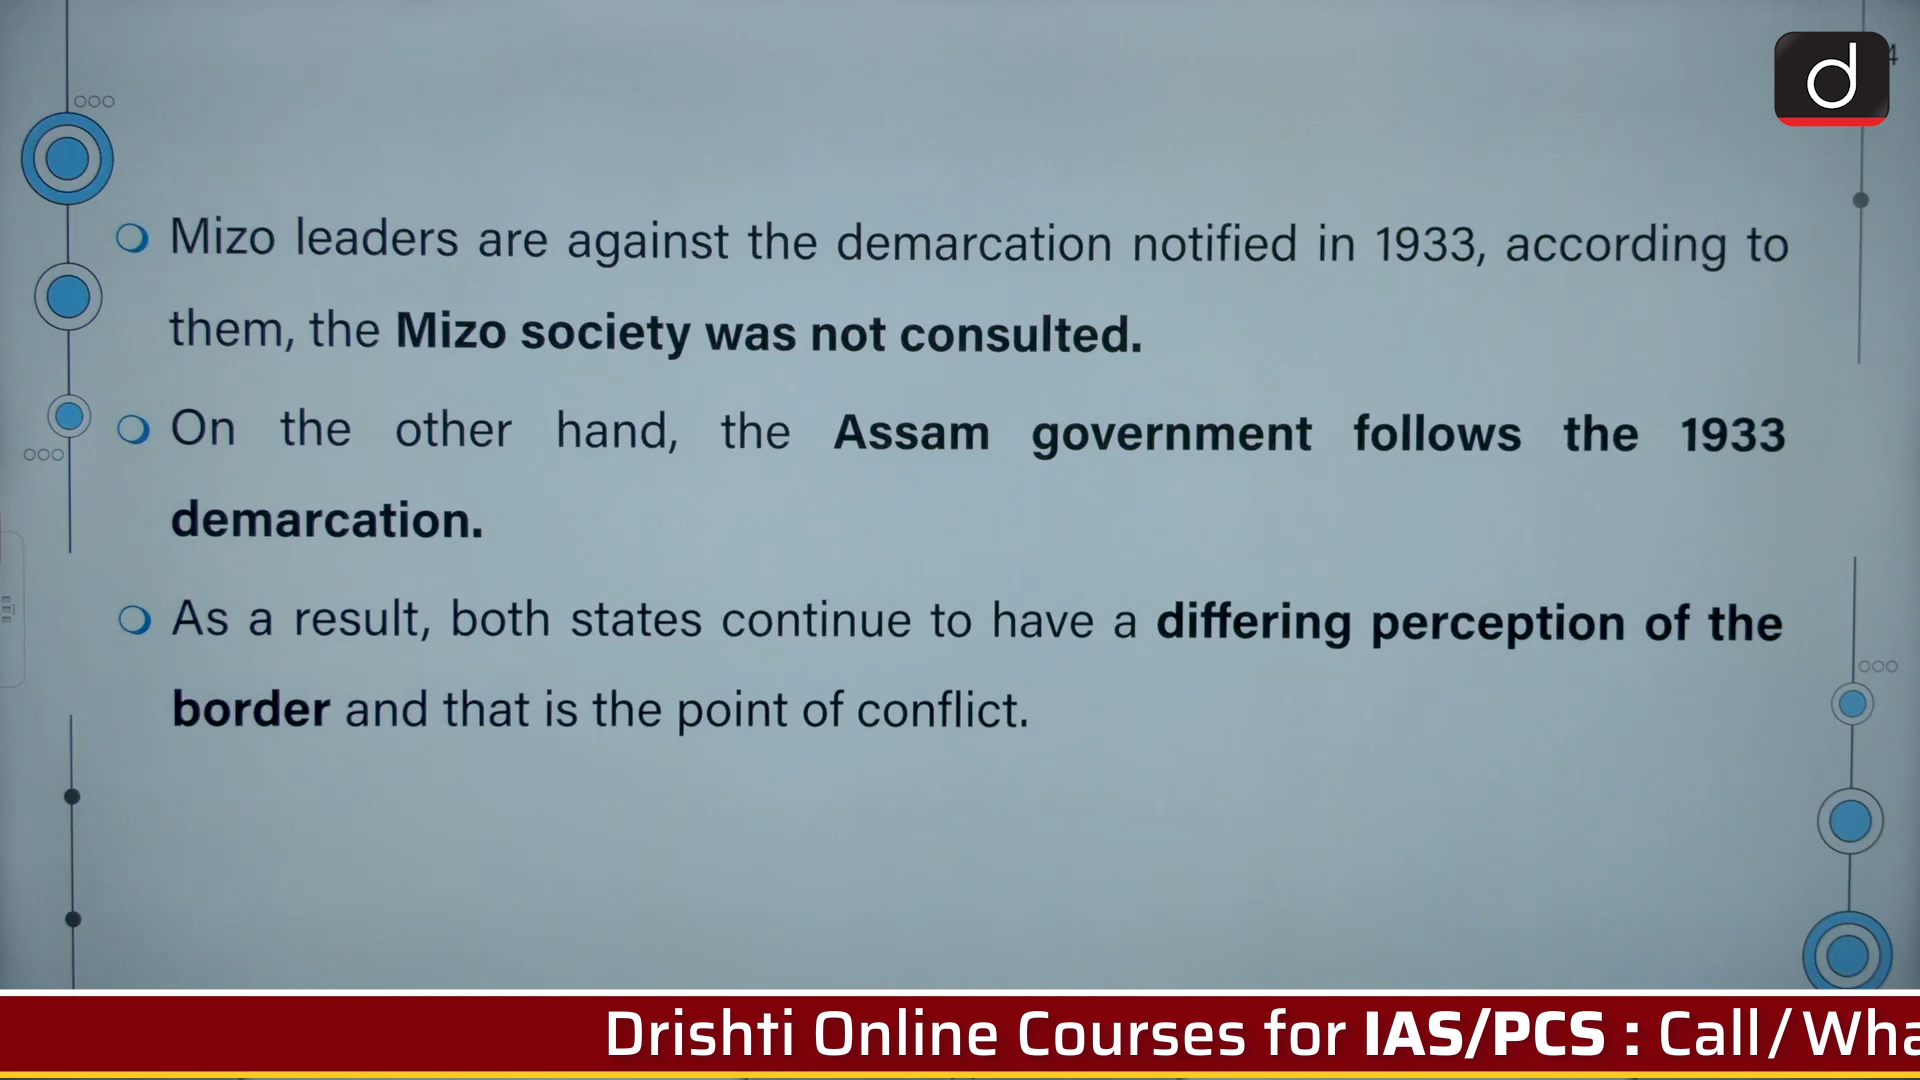 4
Mizo leaders are against the demarcation notified in 1933, according to
them, the Mizo society was not consulted.
On the other hand, the Assam government follows the 1933
demarcation.
As a result, both states continue to have a differing perception of the
border and that is the point of conflict.
Drishti Online Courses for IAS/PCS : Call/Wha